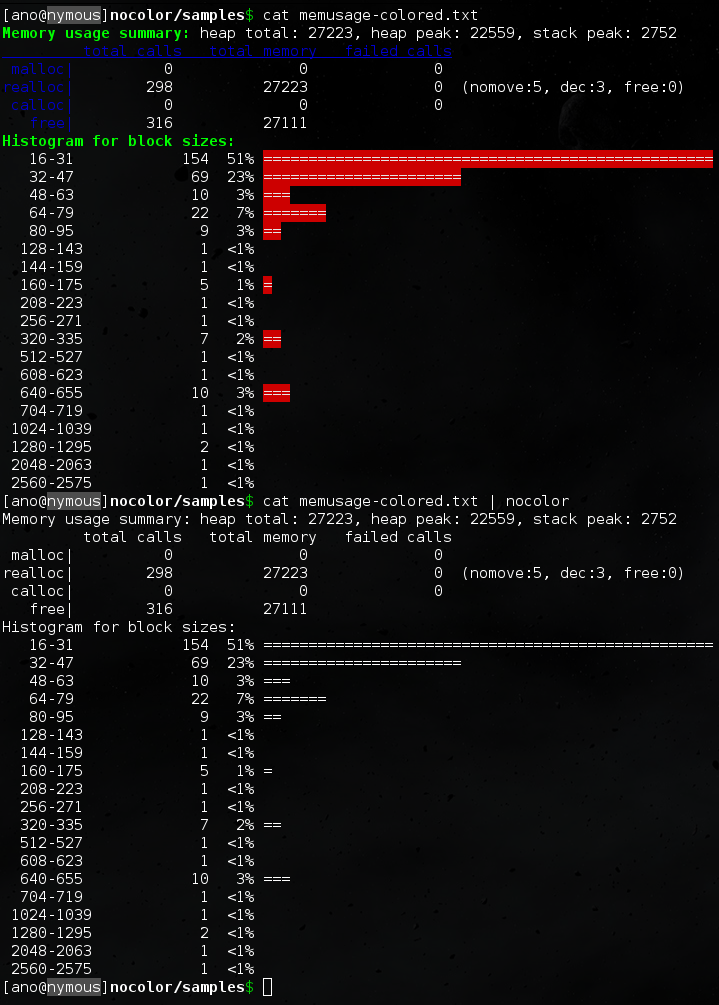 [ano@nymous]nocolor/samples$ cat memusage-colored.txt
Memory usage summary: heap total: 27223, heap peak: 22559, stack peak: 2752
         total calls   total memory   failed calls
 malloc|          0              0              0
realloc|        298          27223              0  (nomove:5, dec:3, free:0)
 calloc|          0              0              0
   free|        316          27111
Histogram for block sizes:
   16-31            154  51% ==================================================
   32-47             69  23% ======================
   48-63             10   3% ===
   64-79             22   7% =======
   80-95              9   3% ==
  128-143             1  <1%
  144-159             1  <1%
  160-175             5   1% =
  208-223             1  <1%
  256-271             1  <1%
  320-335             7   2% ==
  512-527             1  <1%
  608-623             1  <1%
  640-655            10   3% ===
  704-719             1  <1%
 1024-1039            1  <1%
 1280-1295            2  <1%
 2048-2063            1  <1%
 2560-2575            1  <1%
[ano@nymous]nocolor/samples$ cat memusage-colored.txt | nocolor
Memory usage summary: heap total: 27223, heap peak: 22559, stack peak: 2752
         total calls   total memory   failed calls
 malloc|          0              0              0
realloc|        298          27223              0  (nomove:5, dec:3, free:0)
 calloc|          0              0              0
   free|        316          27111
Histogram for block sizes:
   16-31            154  51% ==================================================
   32-47             69  23% ======================
   48-63             10   3% ===
   64-79             22   7% =======
   80-95              9   3% ==
  128-143             1  <1%
  144-159             1  <1%
  160-175             5   1% =
  208-223             1  <1%
  256-271             1  <1%
  320-335             7   2% ==
  512-527             1  <1%
  608-623             1  <1%
  640-655            10   3% ===
  704-719             1  <1%
 1024-1039            1  <1%
 1280-1295            2  <1%
 2048-2063            1  <1%
 2560-2575            1  <1%
[ano@nymous]nocolor/samples$